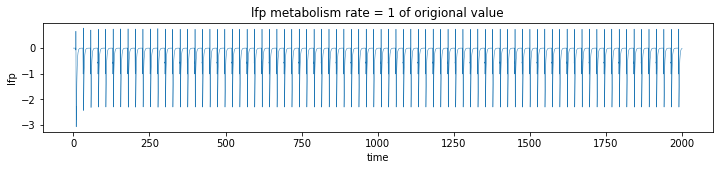 lfp metabolism rate = 1 of origional value
lfp
0
−1
−2
−3
0 250 500 750 1000 1250 1500 1750 2000
time